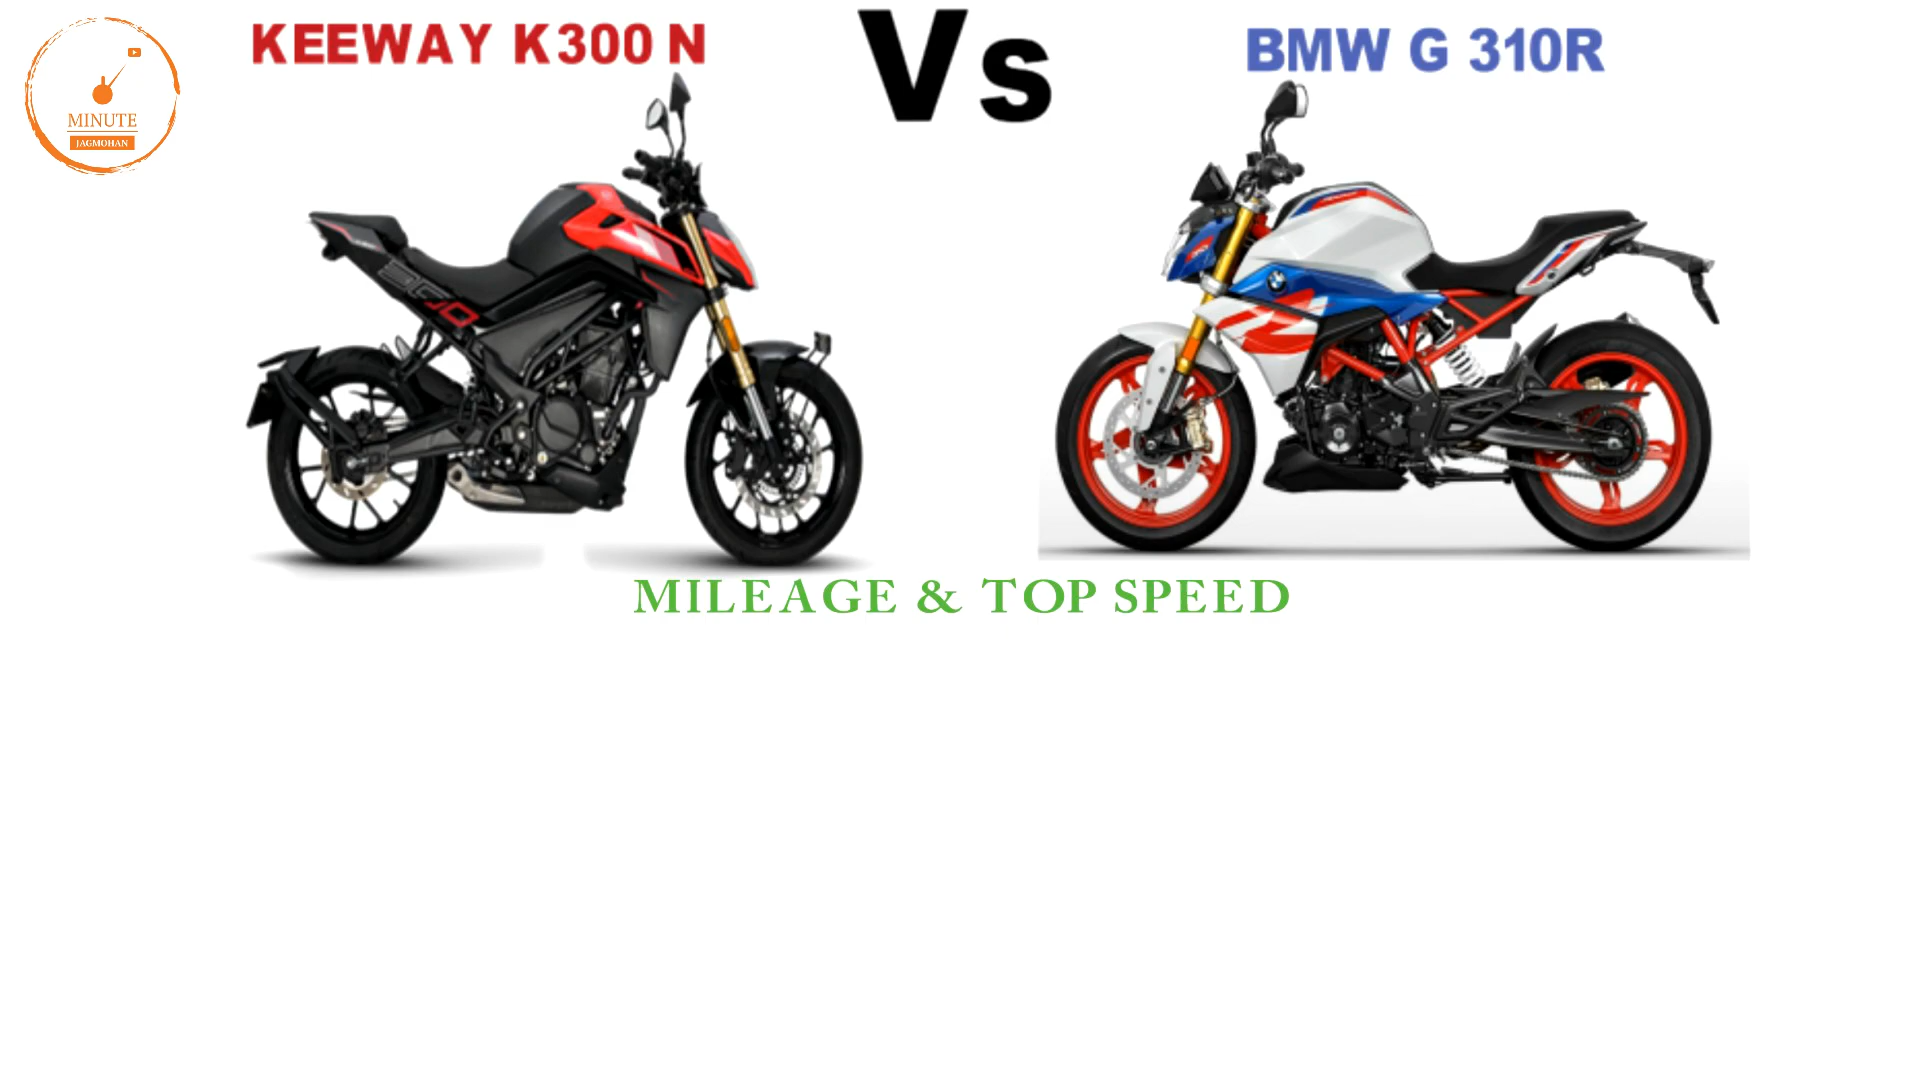 KEEWAY K300 N
Vs
BMW G 310R
MINUTE
JAGMOHAN
MILEAGE & TOP SPEED